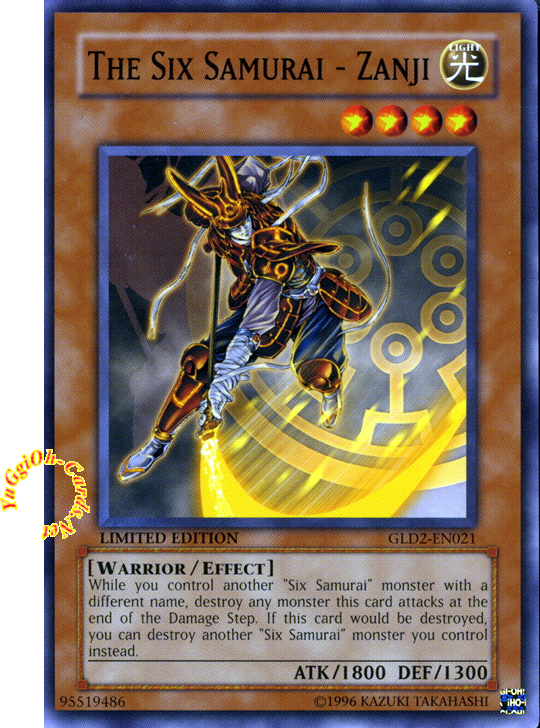 THE SIX SAMURAI - ZANJI
LIGHT
光
YuGgiOh-Cards.Net
LIMITED EDITION
GLD2-EN021
[WARRIOR / EFFECT]
While you control another "Six Samurai" monster with a
different name, destroy any monster this card attacks at the
end of the Damage Step. If this card would be destroyed,
you can destroy another "Six Samurai" monster you control
instead.
ATK/1800 DEF/1300
95519486
©1996 KAZUKI TAKAHASHI